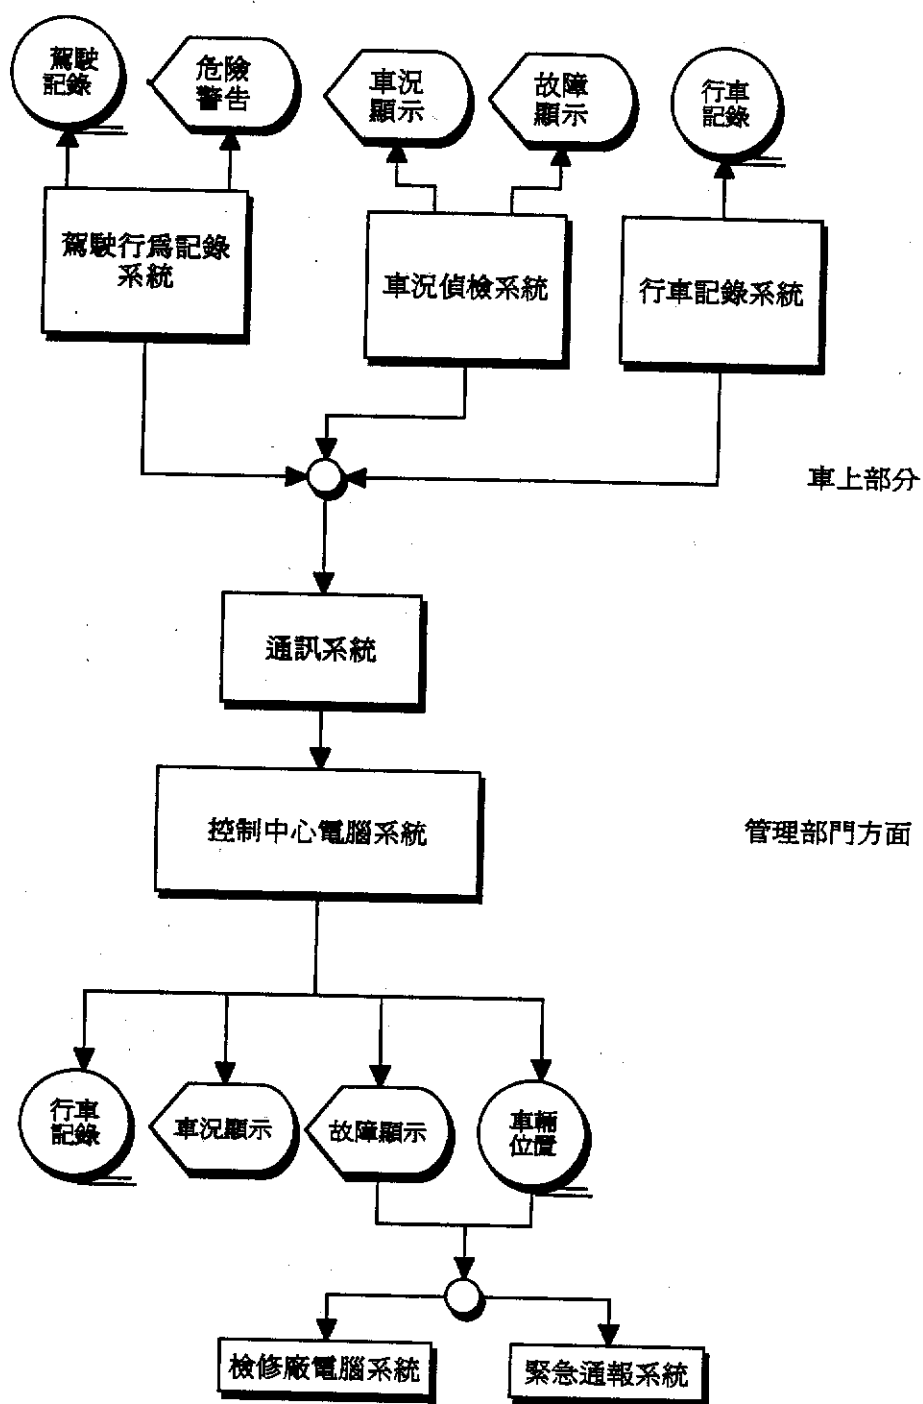 駕駛
記錄
危險
警告
車況
顯示
故障
顯示
行車
記錄
駕駛行為記錄
系統
車況偵檢系統
行車記錄系統
車上部分
通訊系統
控制中心電腦系統
管理部門方面
行車
記錄
車況顯示
故障顯示
車輛
位置
檢修廠電腦系統
緊急通報系統